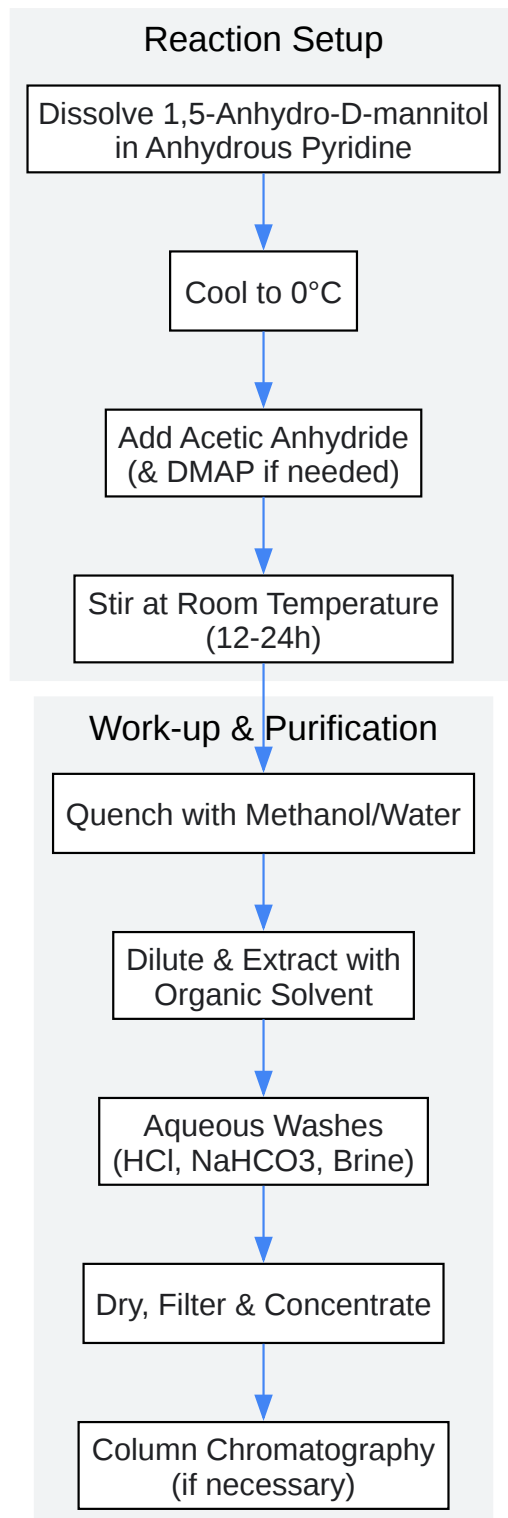 Reaction Setup
Dissolve 1,5-Anhydro-D-mannitol
in Anhydrous Pyridine
Cool to 0°C
Add Acetic Anhydride
(& DMAP if needed)
Stir at Room Temperature
(12-24h)
Work-up & Purification
Quench with Methanol/Water
Dilute & Extract with
Organic Solvent
Aqueous Washes
(HCl, NaHCO3, Brine)
Dry, Filter & Concentrate
Column Chromatography
(if necessary)